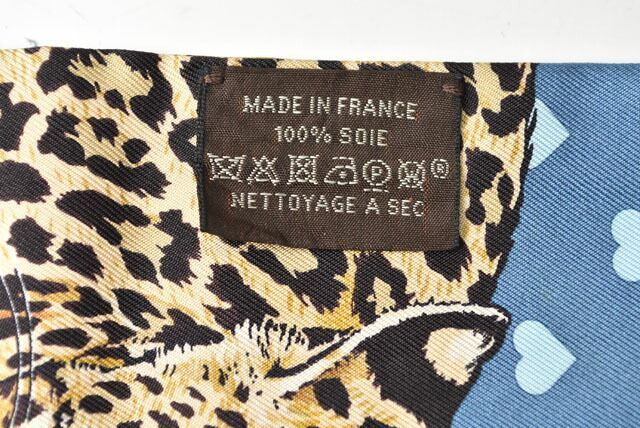 MADE IN FRANCE
100% SOIE
®
NETTOYAGE A SEC